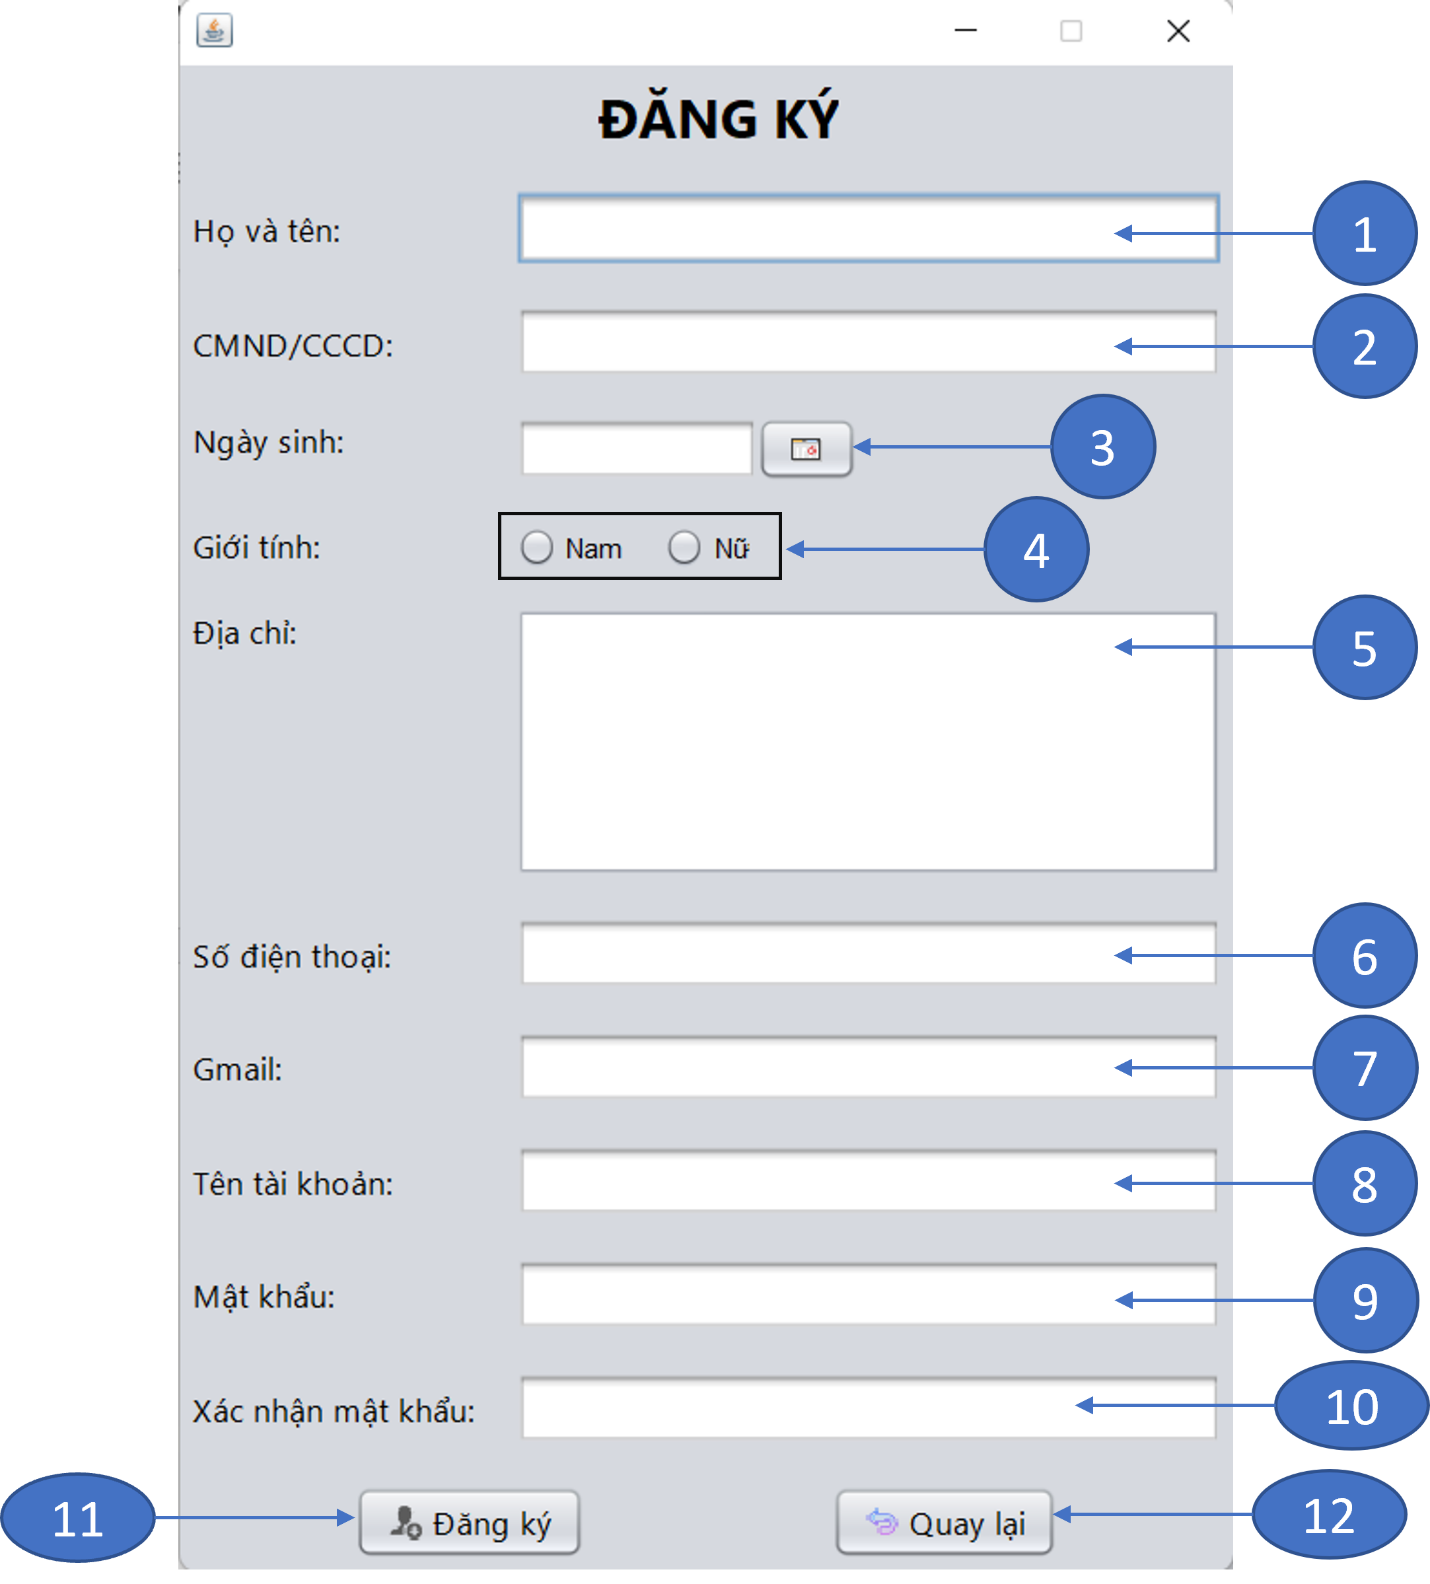 ĐĂNG KÝ
Họ và tên:
1
CMND/CCCD:
2
Ngày sinh:
3
Giới tính:
Nam
Nữ
4
Địa chỉ:
5
Số điện thoại:
6
Gmail:
7
Tên tài khoản:
8
Mật khẩu:
9
Xác nhận mật khẩu:
10
11
Đăng ký
Quay lại
12